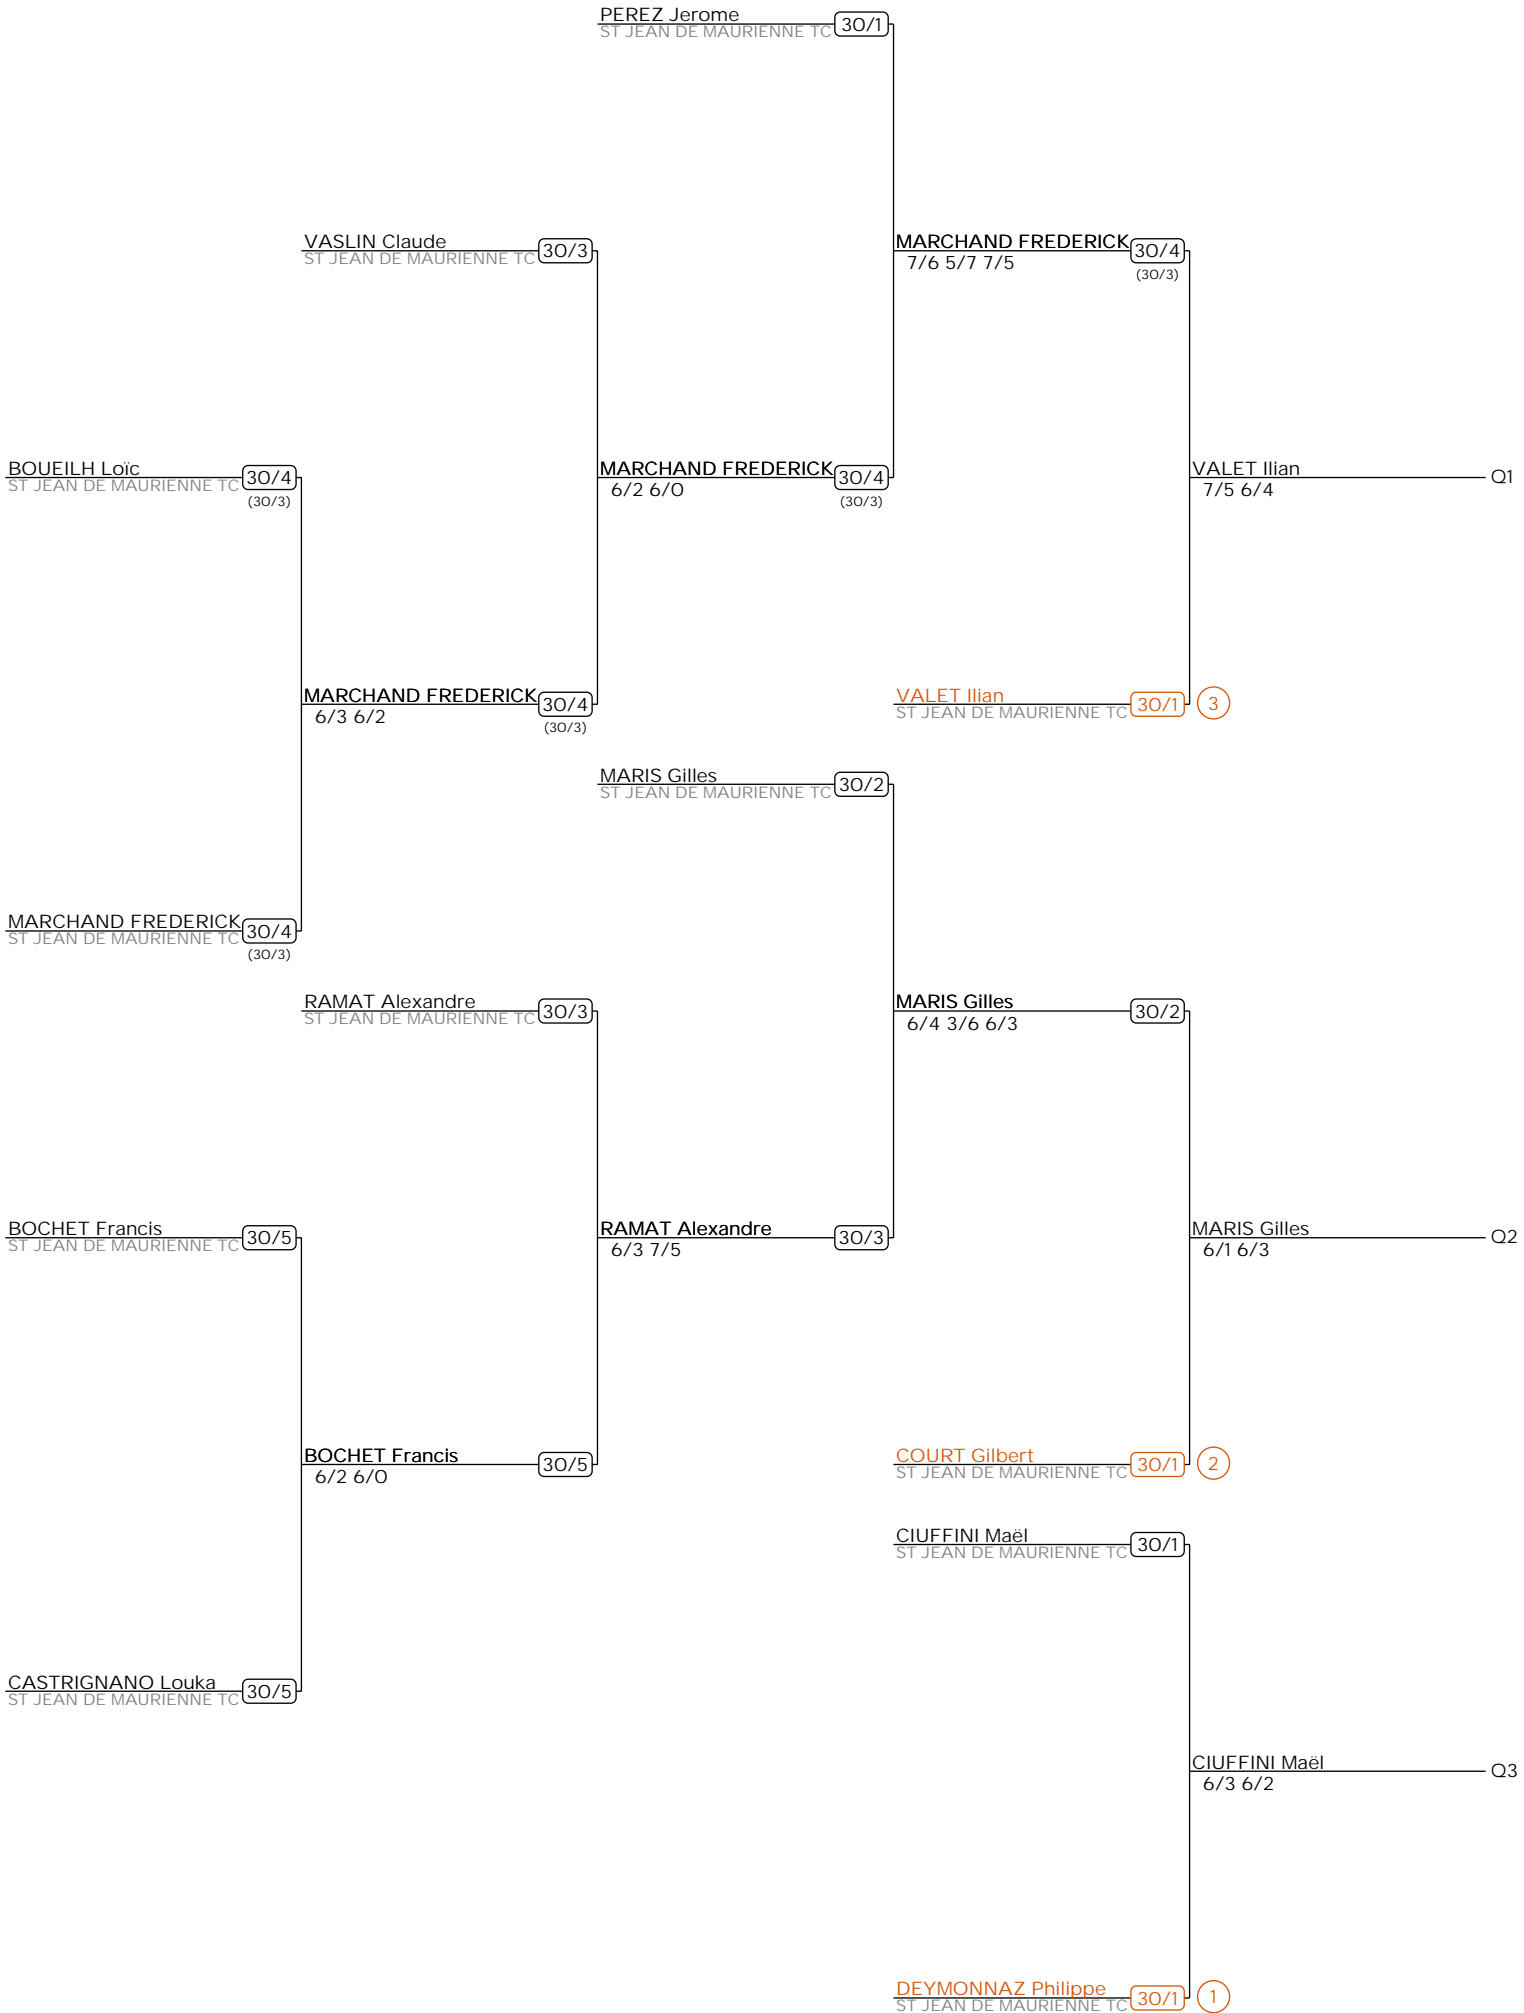 PEREZ Jerome
ST JEAN DE MAURIENNE TC
30/1
VASLIN Claude
ST JEAN DE MAURIENNE TC
30/3
MARCHAND FREDERICK
7/6 5/7 7/5
30/4
(30/3)
BOUEILH Loïc
ST JEAN DE MAURIENNE TC
30/4
(30/3)
MARCHAND FREDERICK
6/2 6/0
30/4
(30/3)
VALET Ilian
7/5 6/4
Q1
MARCHAND FREDERICK
6/3 6/2
30/4
(30/3)
VALET Ilian
ST JEAN DE MAURIENNE TC
30/1
3
MARIS Gilles
ST JEAN DE MAURIENNE TC
30/2
MARCHAND FREDERICK
ST JEAN DE MAURIENNE TC
30/4
(30/3)
RAMAT Alexandre
ST JEAN DE MAURIENNE TC
30/3
MARIS Gilles
6/4 3/6 6/3
30/2
BOCHET Francis
ST JEAN DE MAURIENNE TC
30/5
RAMAT Alexandre
6/3 7/5
30/3
MARIS Gilles
6/1 6/3
Q2
BOCHET Francis
6/2 6/0
30/5
COURT Gilbert
ST JEAN DE MAURIENNE TC
30/1
2
CIUFFINI Maël
ST JEAN DE MAURIENNE TC
30/1
CASTRIGNANO Louka
ST JEAN DE MAURIENNE TC
30/5
CIUFFINI Maël
6/3 6/2
Q3
DEYMONNAZ Philippe
ST JEAN DE MAURIENNE TC
30/1
1